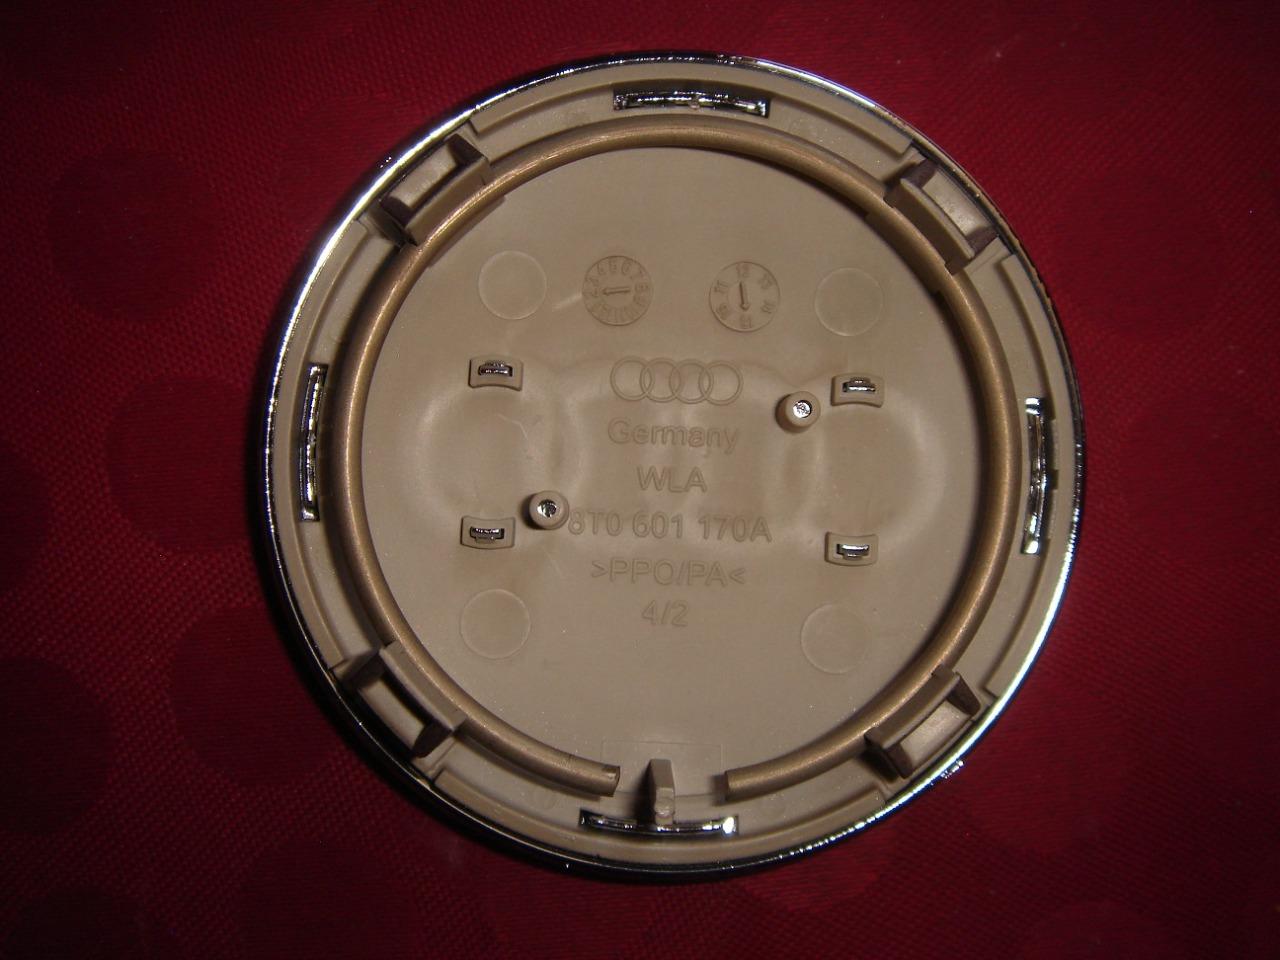 Germany
WLA
8T0 601 170A
>PPO/PA<
4/2